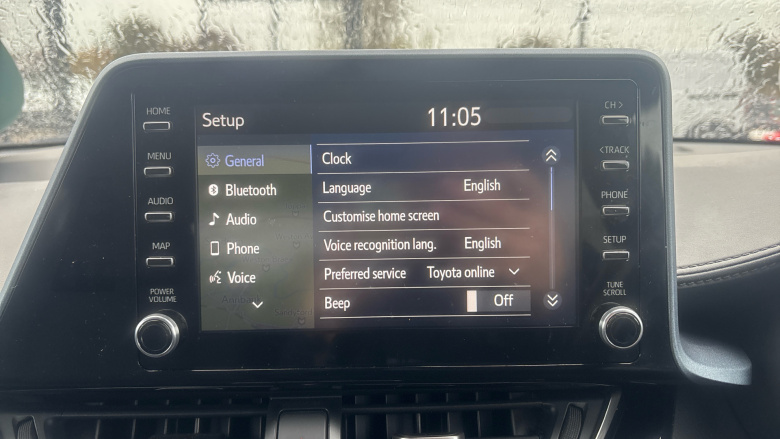 HOME
MENU
AUDIO
MAP
POWER
VOLUME
Setup 11:05
General
Bluetooth
Audio
Phone
Voice
Clock
Language English
Customise home screen
Voice recognition lang. English
Preferred service Toyota online
Beep Off
CH >
< TRACK
PHONE
SETUP
TUNE
SCROLL